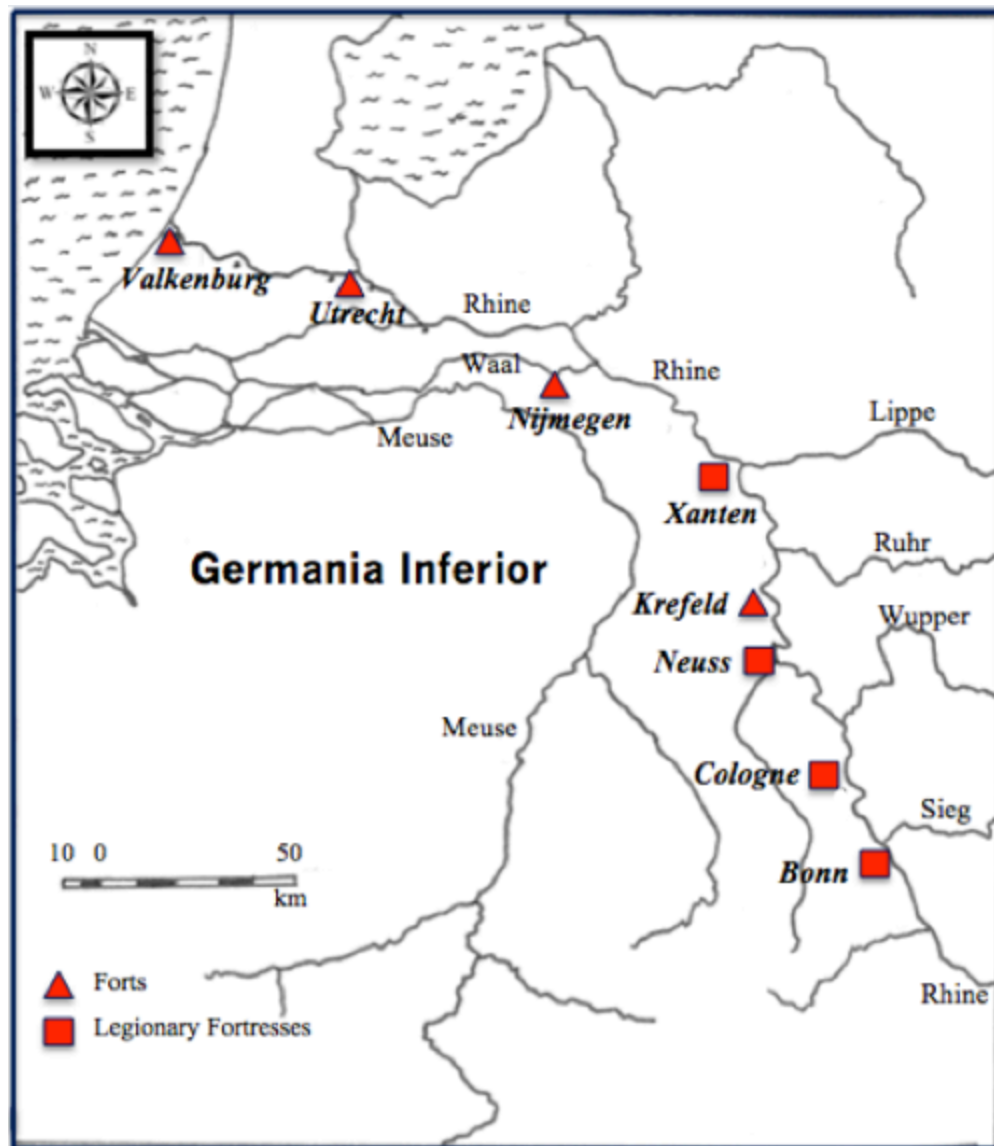 N
W E
S
Valkenburg
Utrecht
Rhine
Waal
Rhine
Nijmegen
Lippe
Meuse
Xanten
Ruhr
Germania Inferior
Krefeld
Wupper
Neuss
Meuse
Cologne
Sieg
10 0 50
km
Bonn
Forts
Rhine
Legionary Fortresses